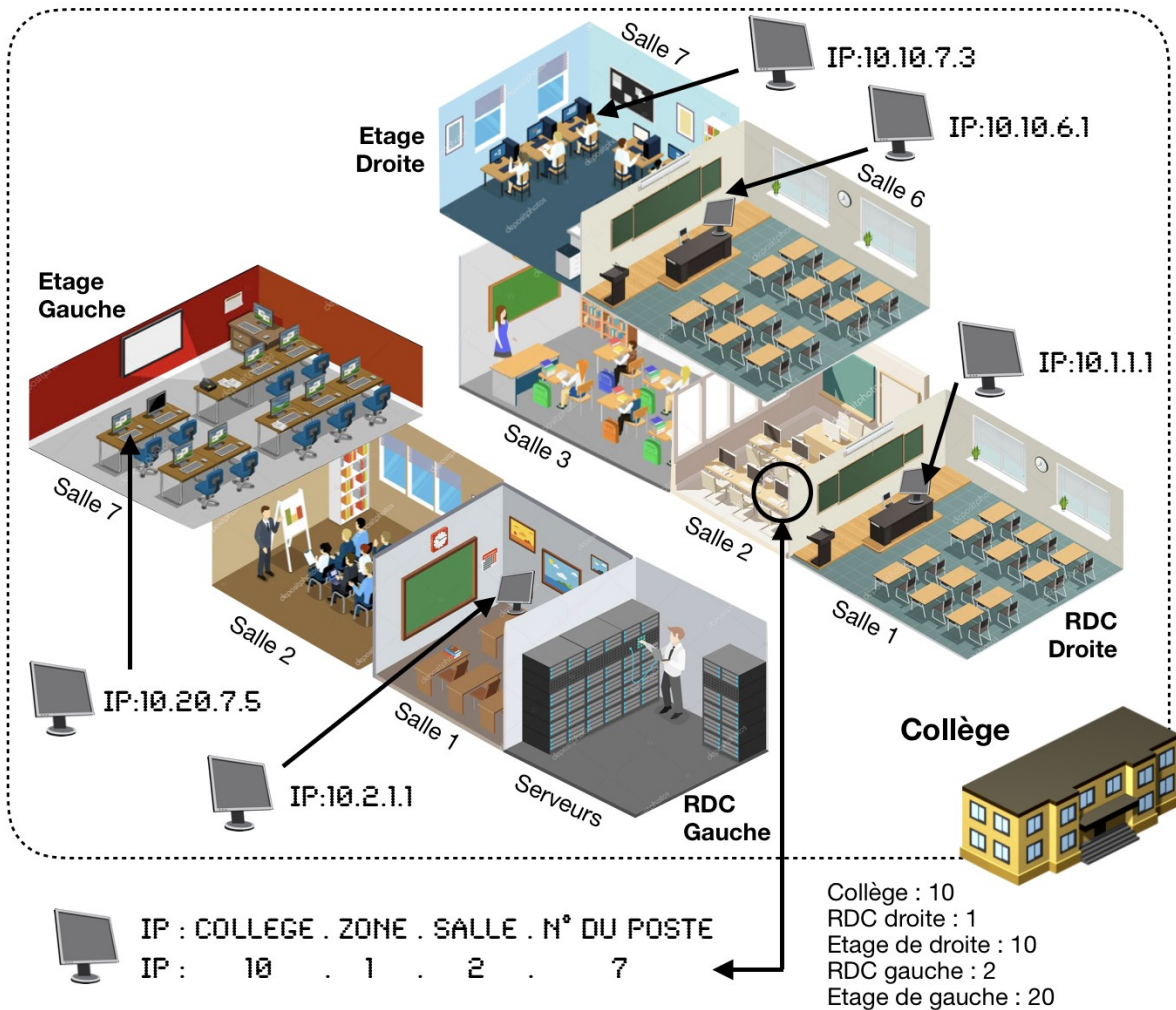 Salle 7
IP:10.10.7.3
Etage
Droite
IP:10.10.6.1
Salle 6
Etage
Gauche
IP:10.1.1.1
Salle 3
Salle 7
Salle 2
Salle 1
RDC
Droite
Salle 2
IP:10.20.7.5
Salle 1
Collège
IP:10.2.1.1
Serveurs
RDC
Gauche
Collège : 10
RDC droite : 1
Etage de droite : 10
RDC gauche : 2
Etage de gauche : 20
IP : COLLEGE . ZONE . SALLE . N° DU POSTE
IP : 10 . 1 . 2 . 7
depositphotos
depositphotos
depositphotos
depositphotos